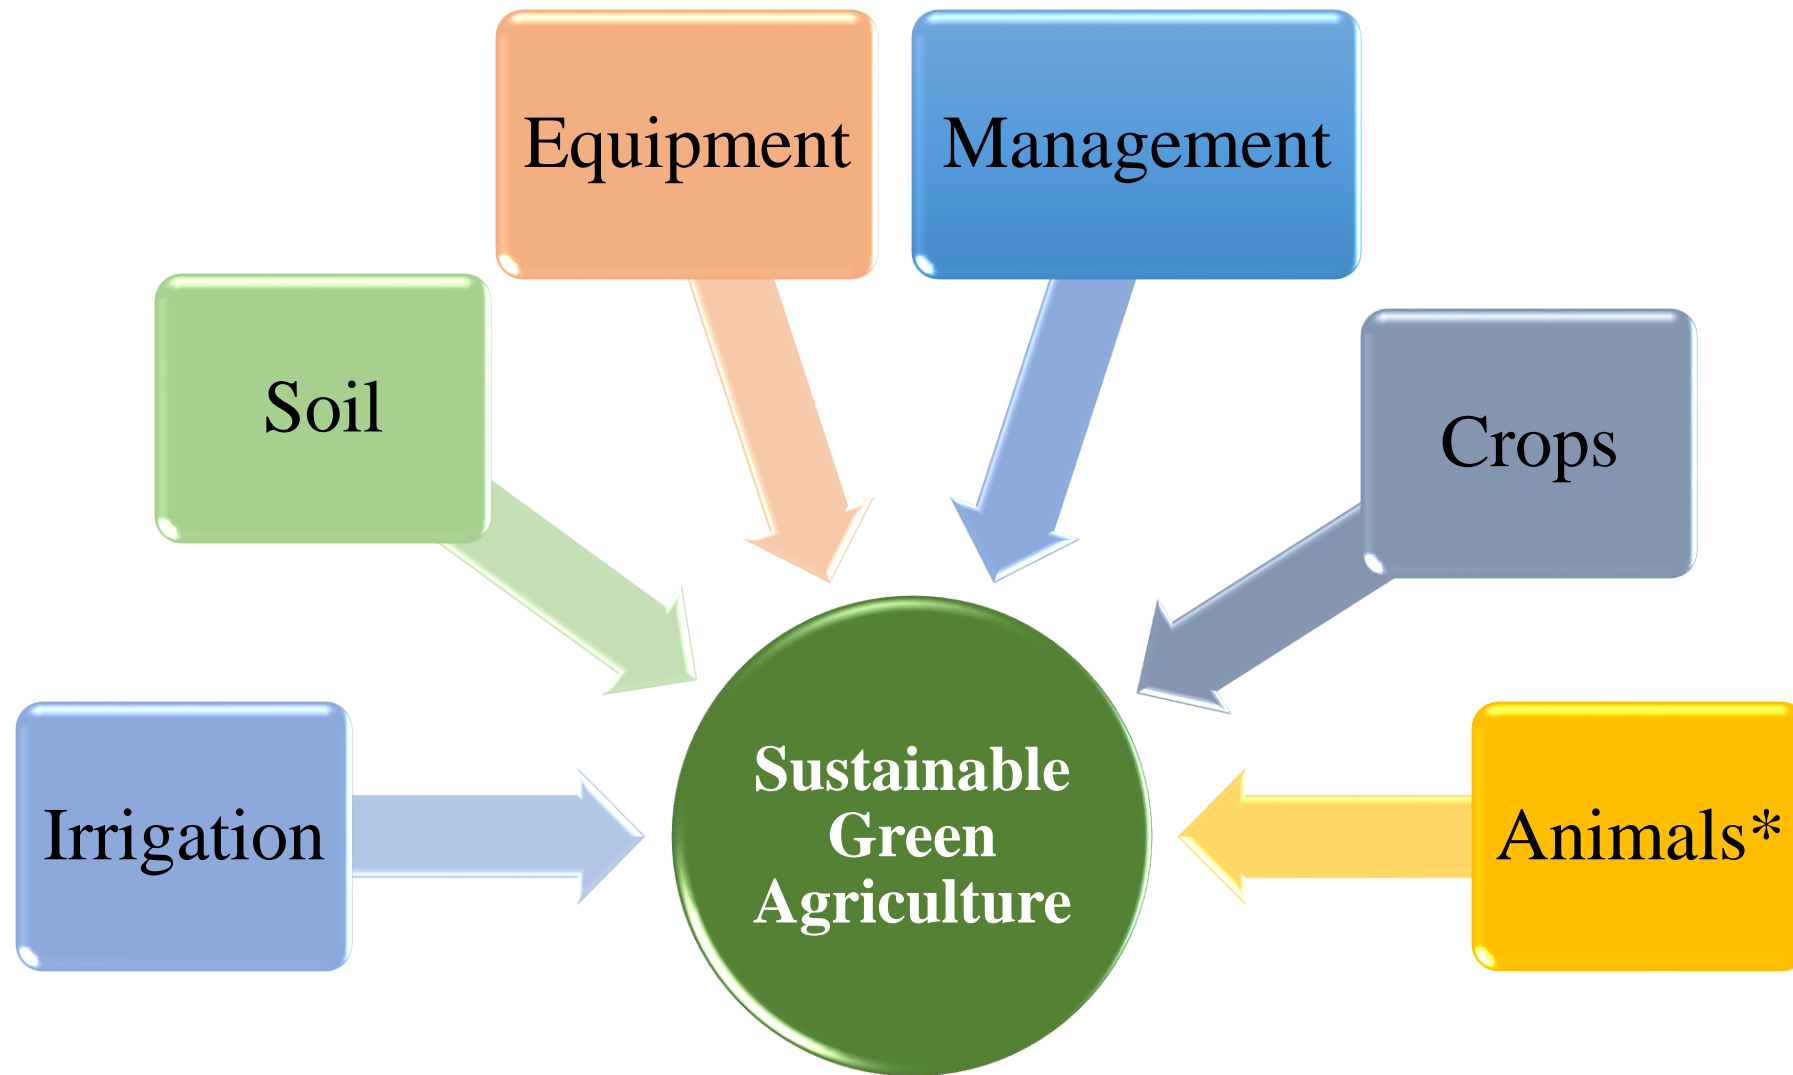 Equipment
Management
Soil
Crops
Irrigation
Sustainable
Green
Agriculture
Animals*